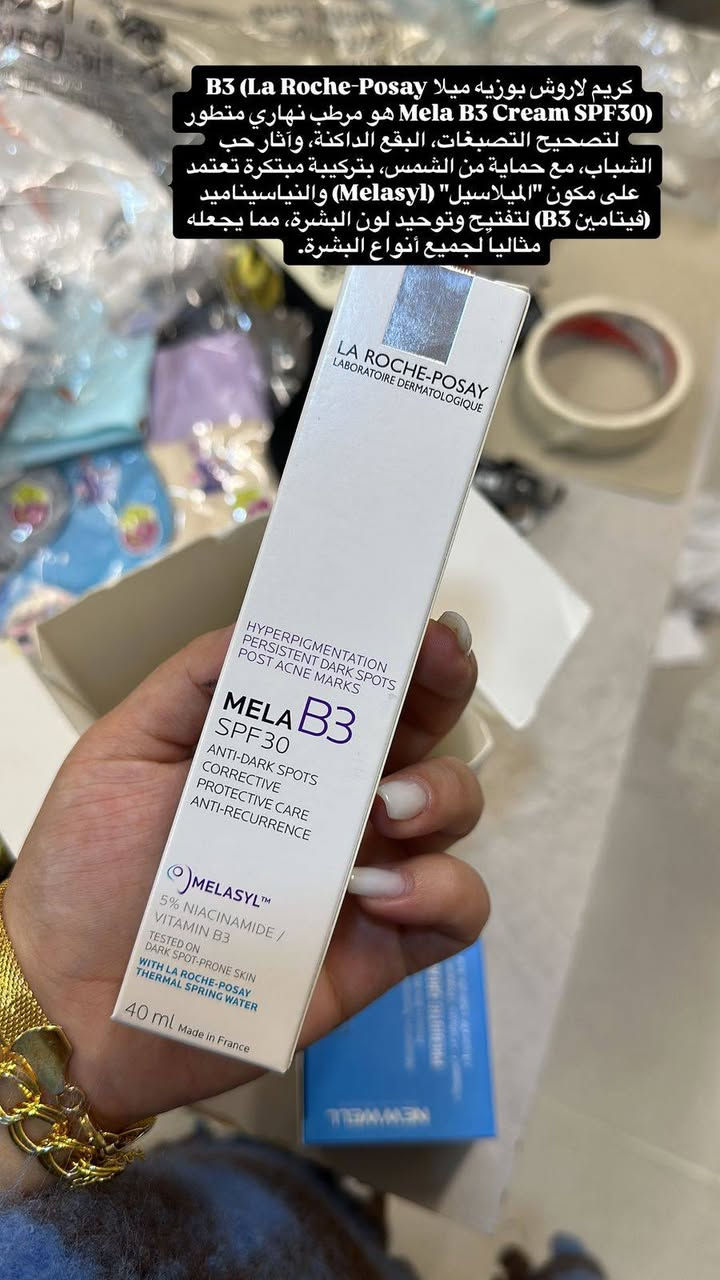 كريم لاروش بوزيه ميلا B3 (La Roche-Posay
Mela B3 Cream SPF30) هو مرطب نهاري متطور
لتصحيح التصبغات، البقع الداكنة، وآثار حب
الشباب، مع حماية من الشمس، بتركيبة مبتكرة تعتمد
على مكون "الميلاسيل" (Melasyl) والنياسيناميد
(فيتامين B3) لتفتيح وتوحيد لون البشرة، مما يجعله
مثالياً لجميع أنواع البشرة.
LA ROCHE-POSAY
LABORATOIRE DERMATOLOGIQUE
HYPERPIGMENTATION
PERSISTENT DARK SPOTS
POST ACNE MARKS
MELA B3
SPF30
ANTI-DARK SPOTS
CORRECTIVE
PROTECTIVE CARE
ANTI-RECURRENCE
MELASYL™
5% NIACINAMIDE /
VITAMIN B3
TESTED ON
DARK SPOT-PRONE SKIN
WITH LA ROCHE-POSAY
THERMAL SPRING WATER
40 ml Made in France
NEWWELL